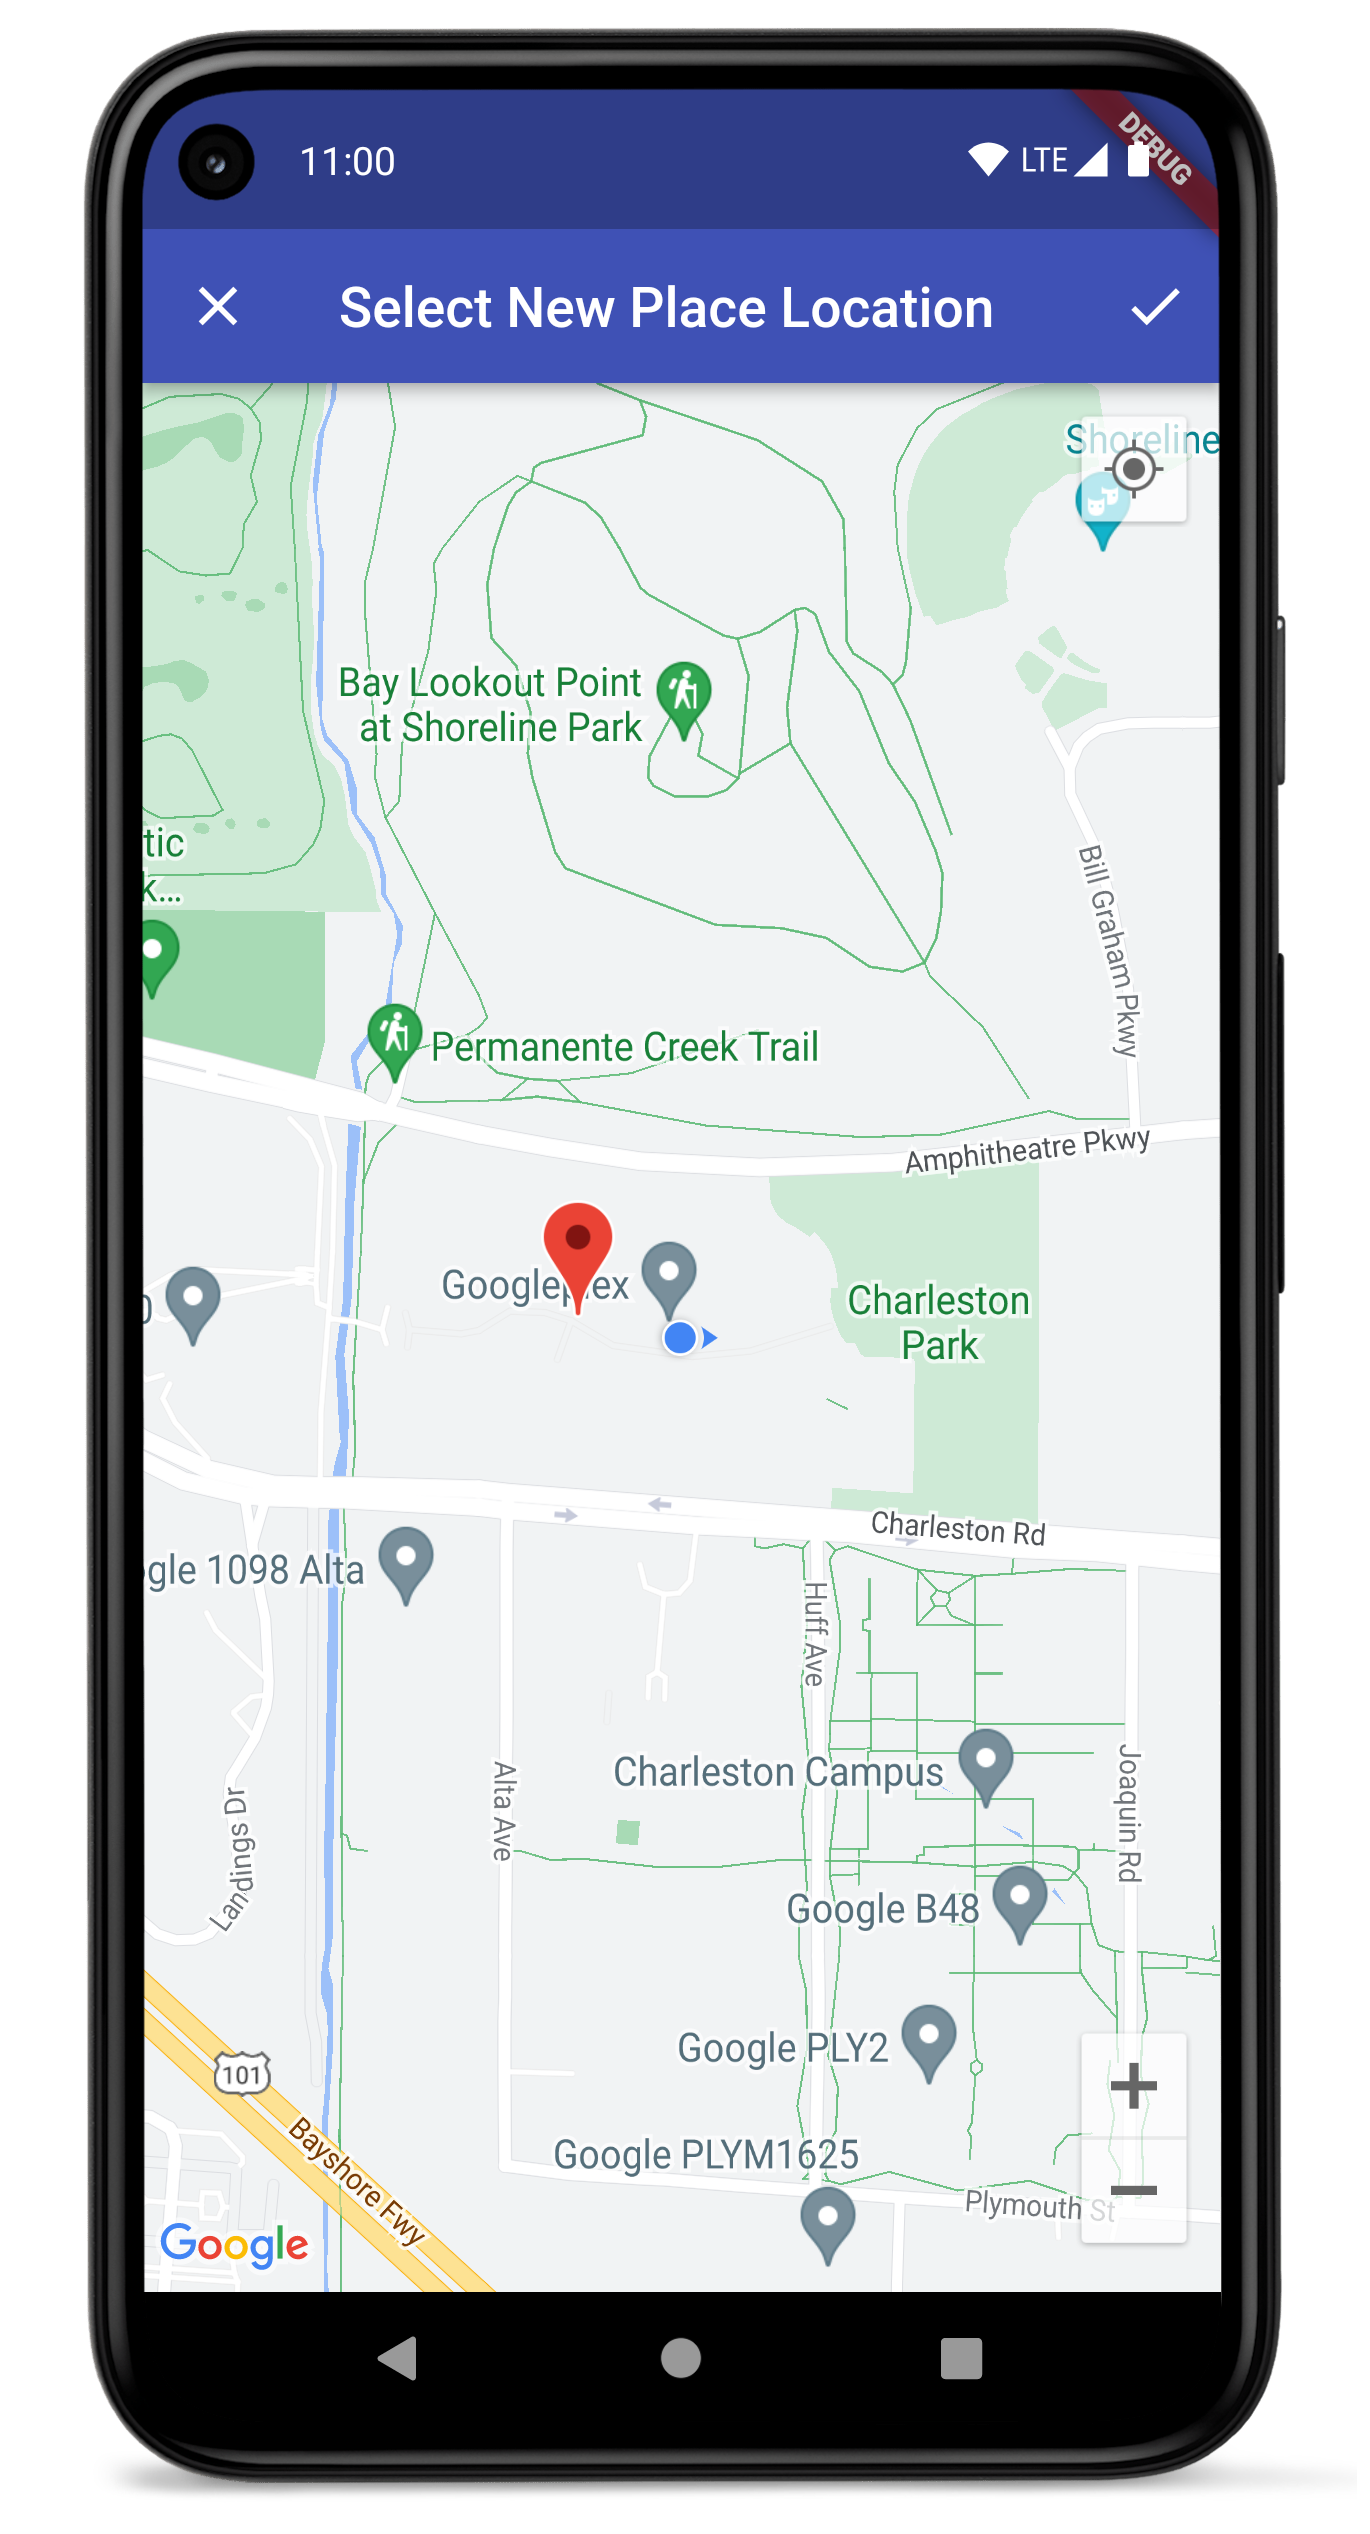 11:00
LTE
DEBUG
Select New Place Location
Shoreline
Bay Lookout Point
at Shoreline Park
tic
k...
Bill Graham Pkwy
Permanente Creek Trail
Amphitheatre Pkwy
Googleplex
Charleston
Park
Charleston Rd
gle 1098 Alta
Huff Ave
Charleston Campus
Alta Ave
Joaquin Rd
Landings Dr
Google B48
Google PLY2
101
Bayshore Fwy
Google PLYM1625
Plymouth St
Google